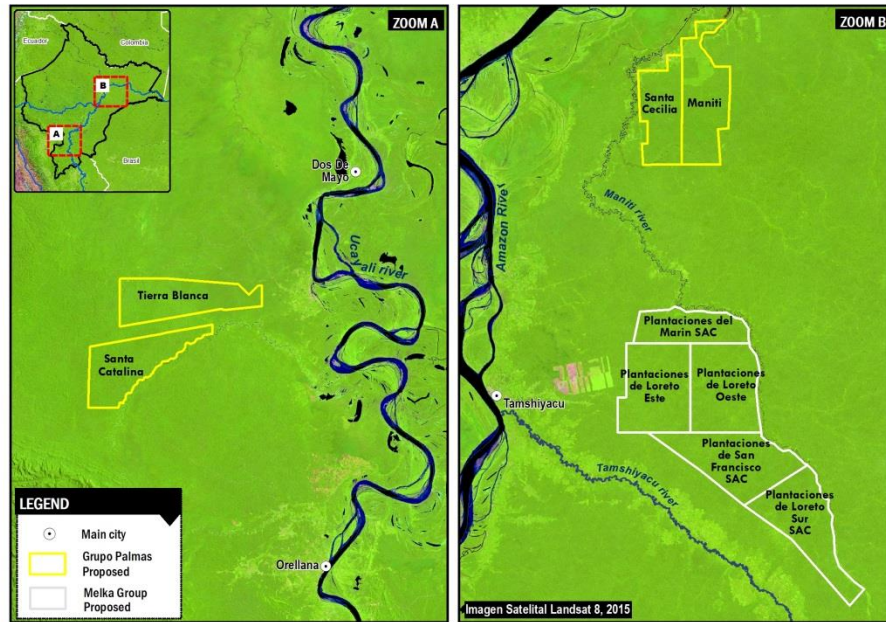 Ecuador
Colombia
B
A
Brasil
ZOOM A
Dos De
Mayo
Ucayali river
Tierra Blanca
Santa
Catalina
Orellana
LEGEND
Main city
Grupo Palmas
Proposed
Melka Group
Proposed
ZOOM B
Santa
Cecilia
Maniti
Maniti river
Amazon River
Plantaciones del
Marin SAC
Plantaciones
de Loreto
Este
Plantaciones
de Loreto
Oeste
Tamshiyacu
Plantaciones
de San
Francisco
SAC
Tamshiyacu river
Plantaciones
de Loreto
Sur
SAC
Imagen Satelital Landsat 8, 2015